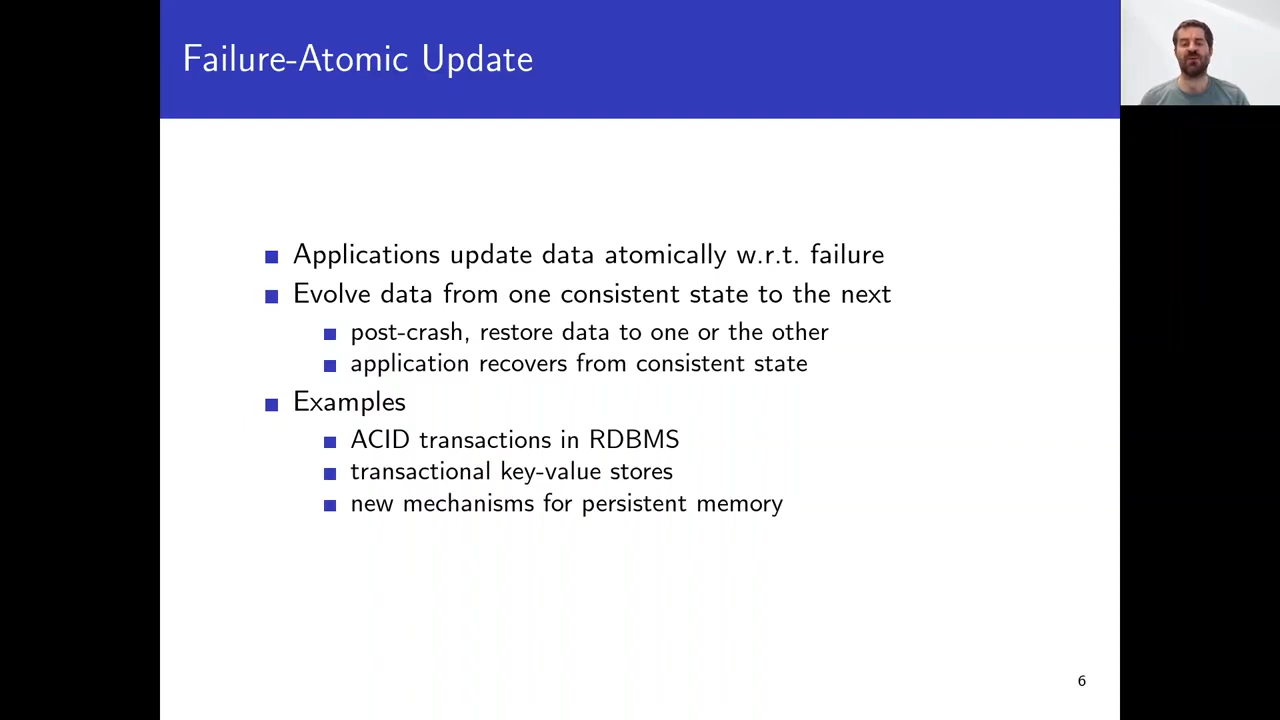 Failure-Atomic Update
Applications update data atomically w.r.t. failure
Evolve data from one consistent state to the next
post-crash, restore data to one or the other
application recovers from consistent state
Examples
ACID transactions in RDBMS
transactional key-value stores
new mechanisms for persistent memory
6